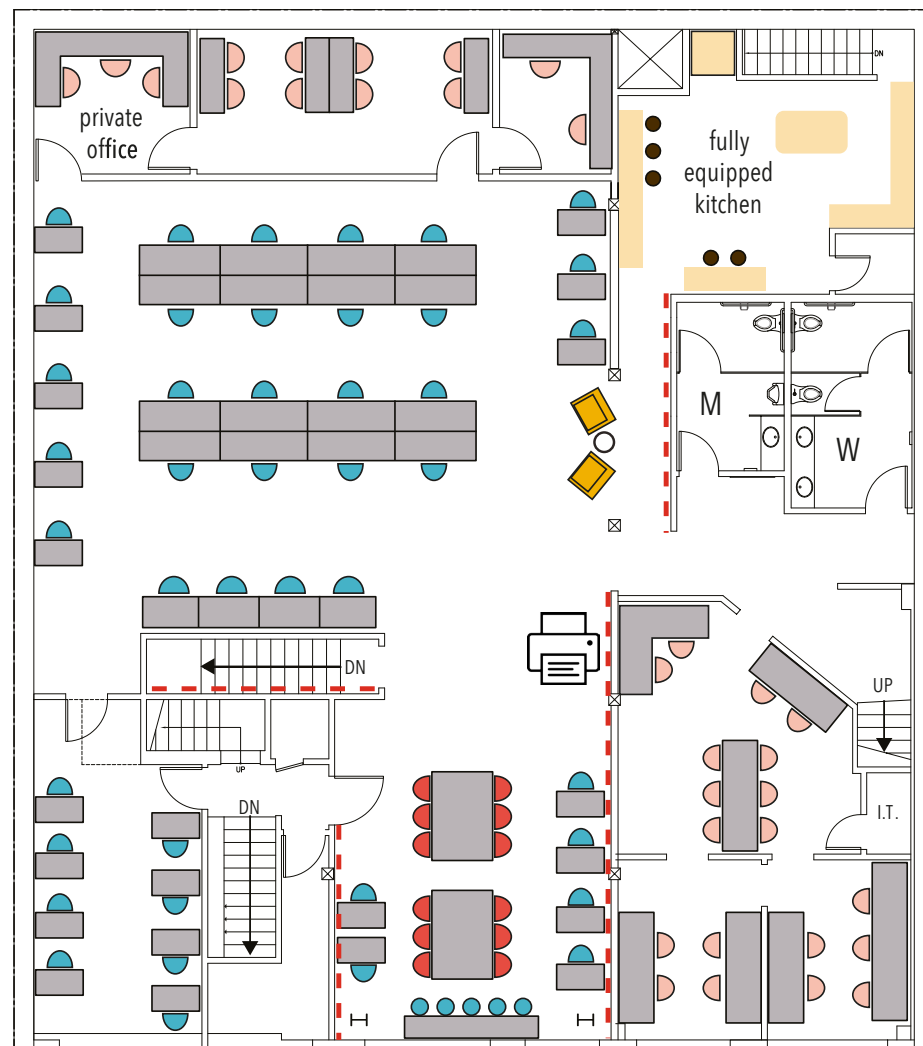 DN
private
office
fully
equipped
kitchen
M
W
DN
UP
UP
DN
I.T.